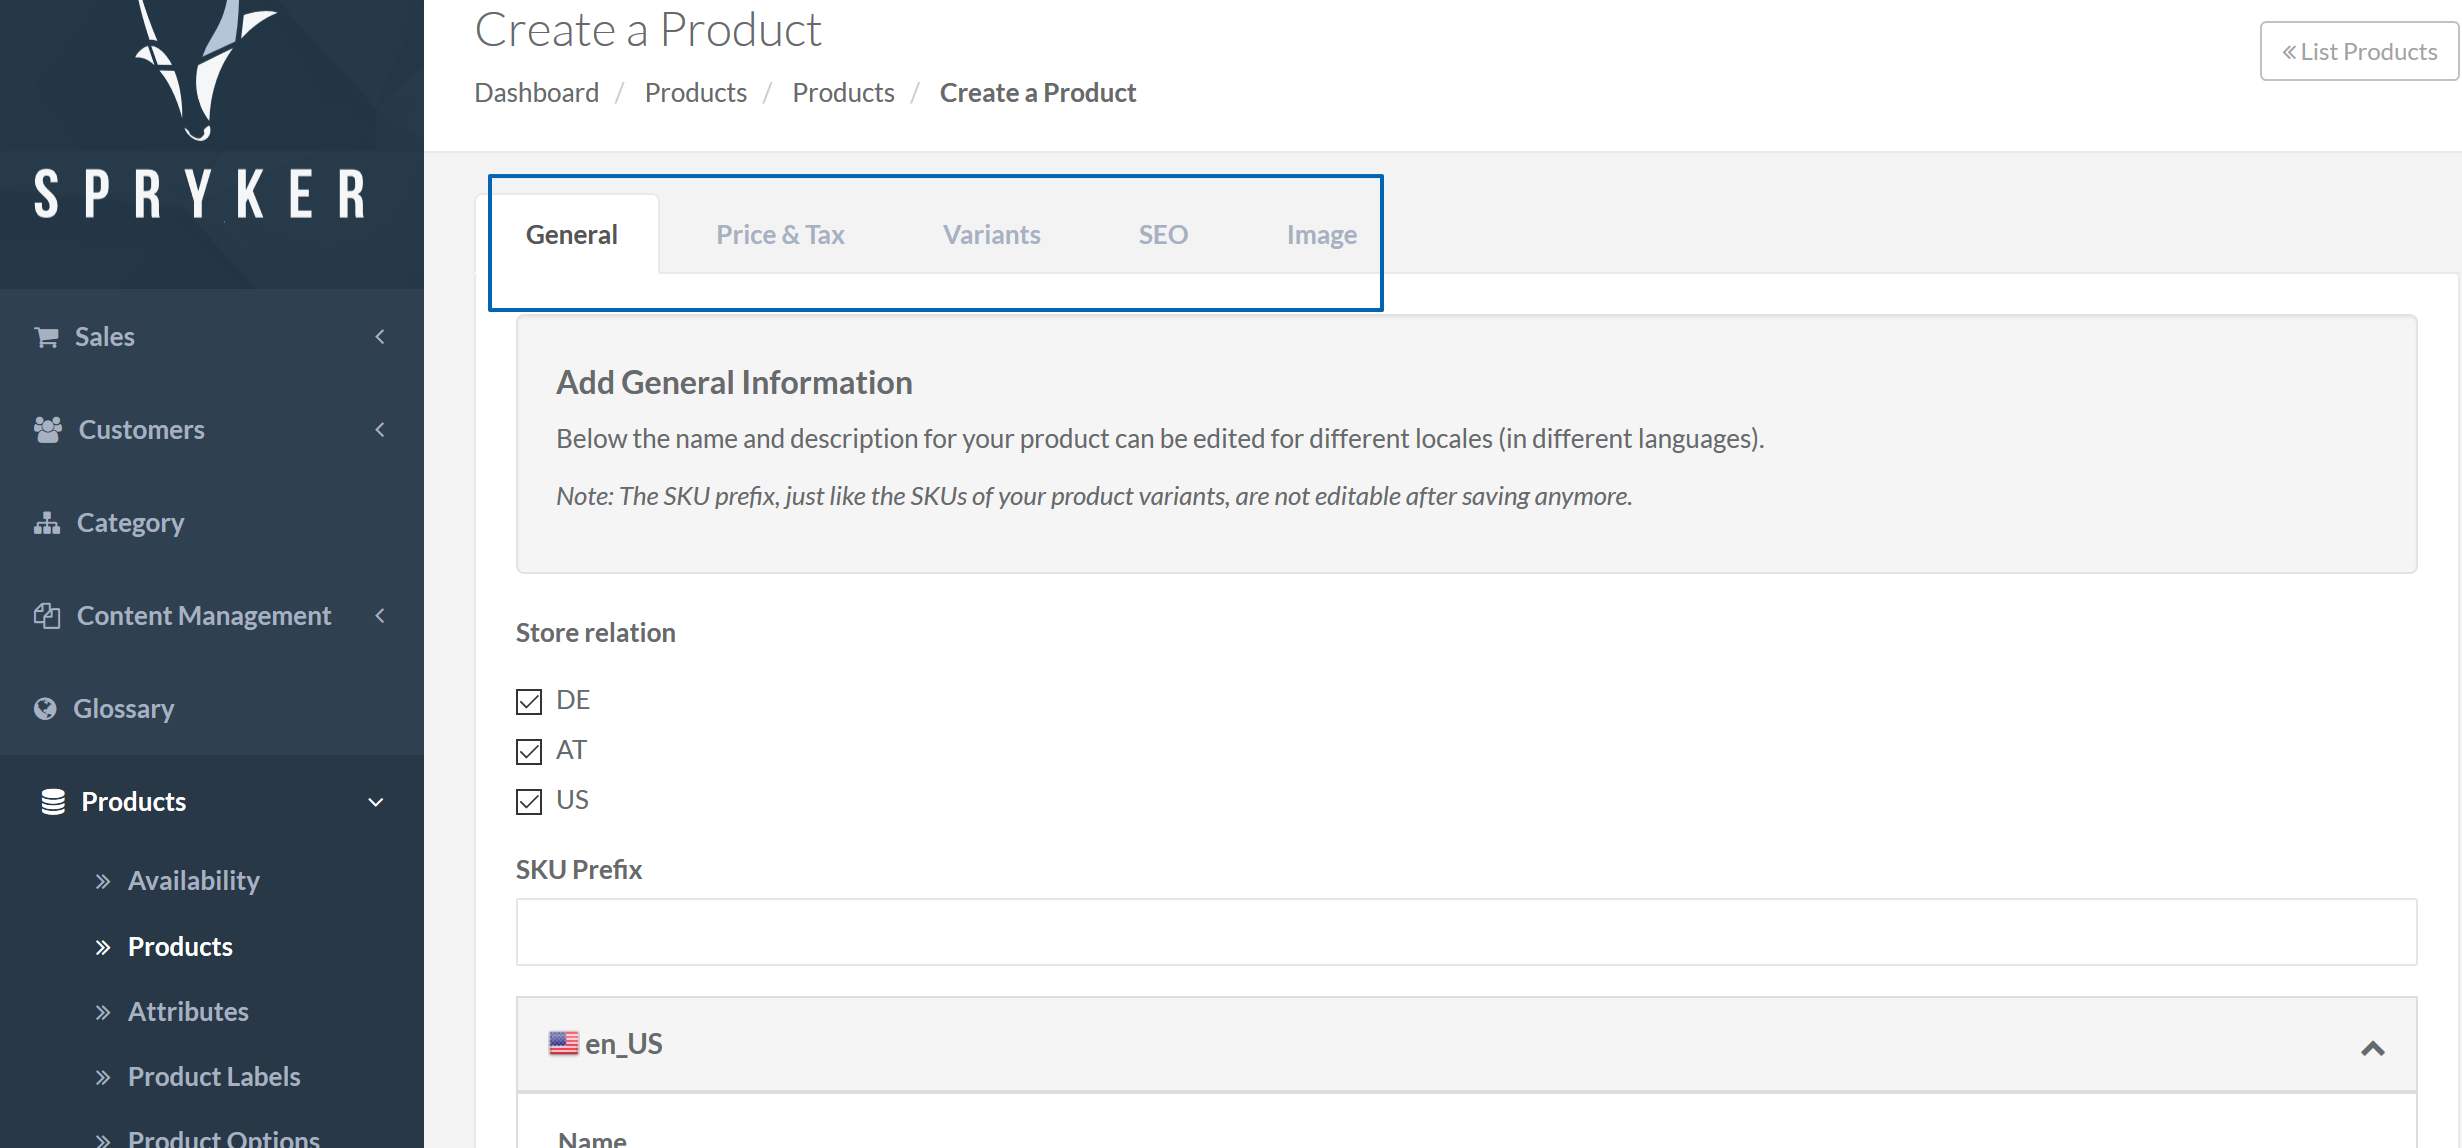 SPRYKER
Sales
Customers
Category
Content Management
Glossary
Products
Availability
Products
Attributes
Product Labels
Product Options
Create a Product
Dashboard / Products / Products / Create a Product
« List Products
General Price & Tax Variants SEO Image
Add General Information
Below the name and description for your product can be edited for different locales (in different languages).
Note: The SKU prefix, just like the SKUs of your product variants, are not editable after saving anymore.
Store relation
DE
AT
US
SKU Prefix
en_US
Name